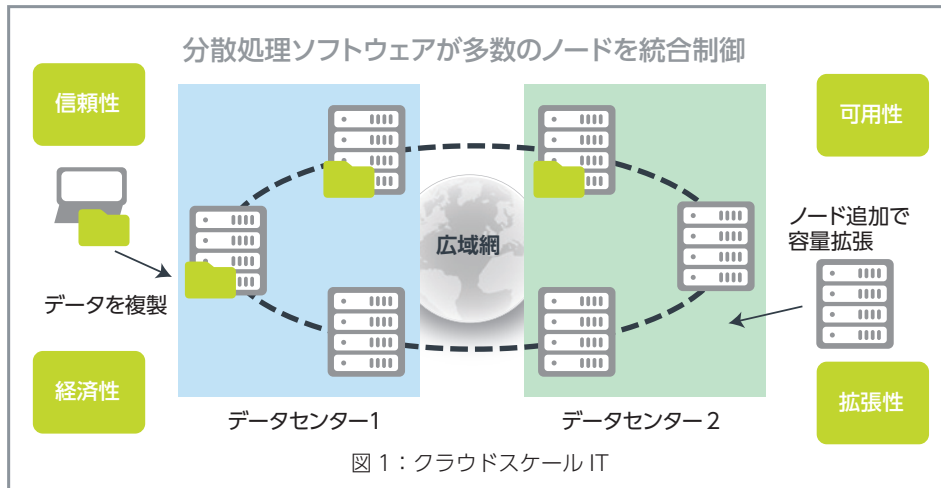 分散処理ソフトウェアが多数のノードを統合制御
信頼性
可用性
広域網
ノード追加で
容量拡張
データを複製
経済性
拡張性
データセンター1
データセンター 2
図 1：クラウドスケール IT